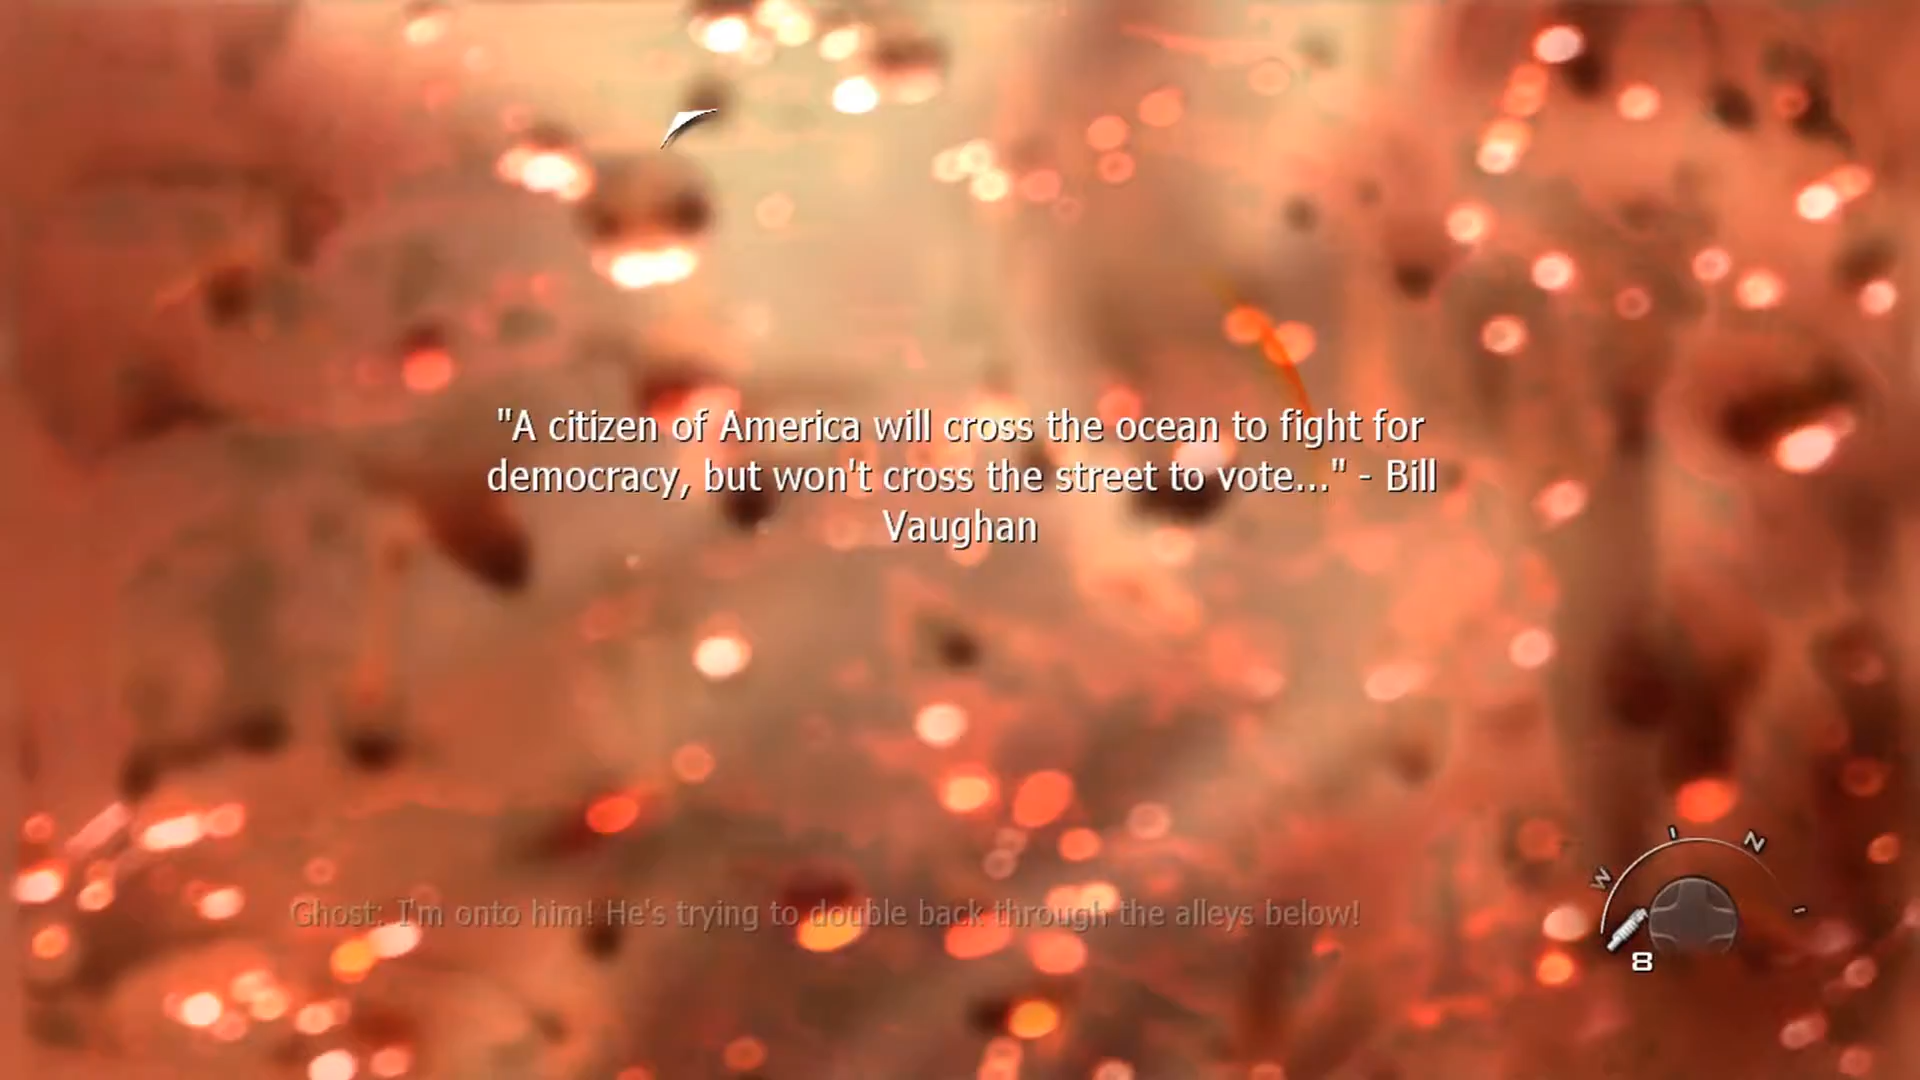 "A citizen of America will cross the ocean to fight for
democracy, but won't cross the street to vote..." - Bill
Vaughan
Ghost: I'm onto him! He's trying to double back through the alleys below!
W
N
8